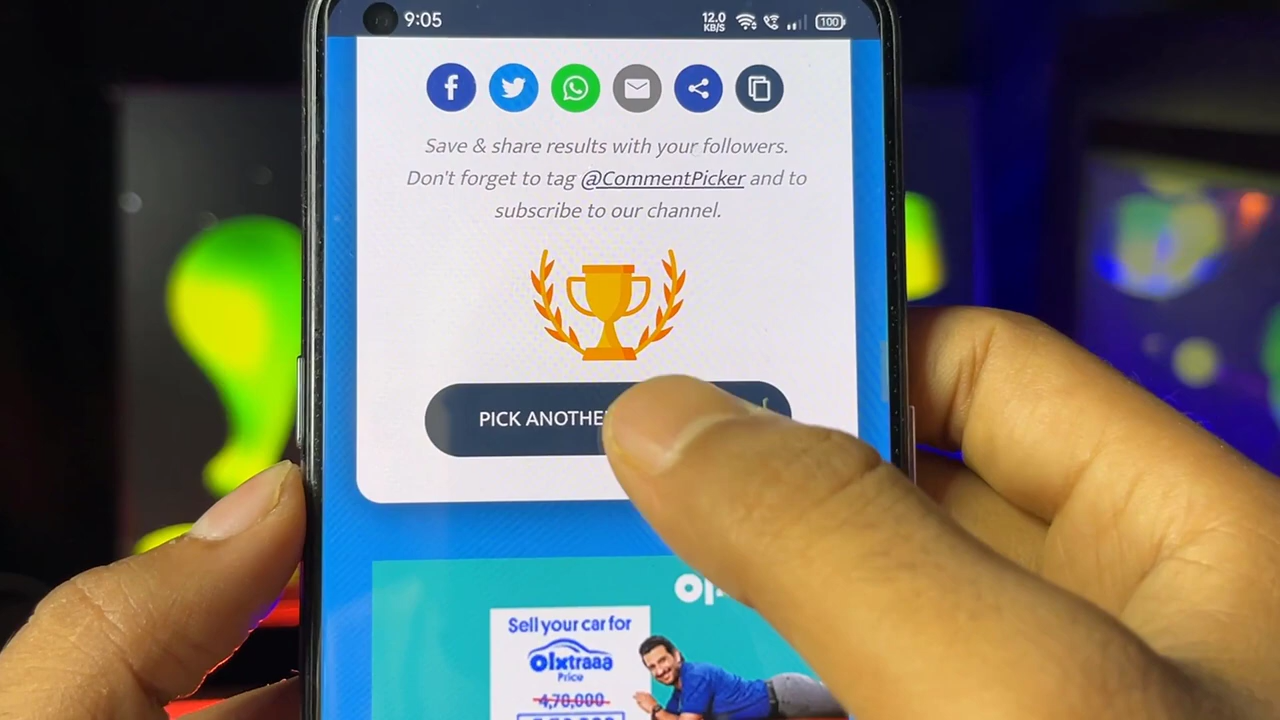 9:05
12.0
KB/S
100
Save & share results with your followers.
Don't forget to tag @CommentPicker and to
subscribe to our channel.
PICK ANOTHE
Sell your car for
Olxtraaa
Price
4,70,000